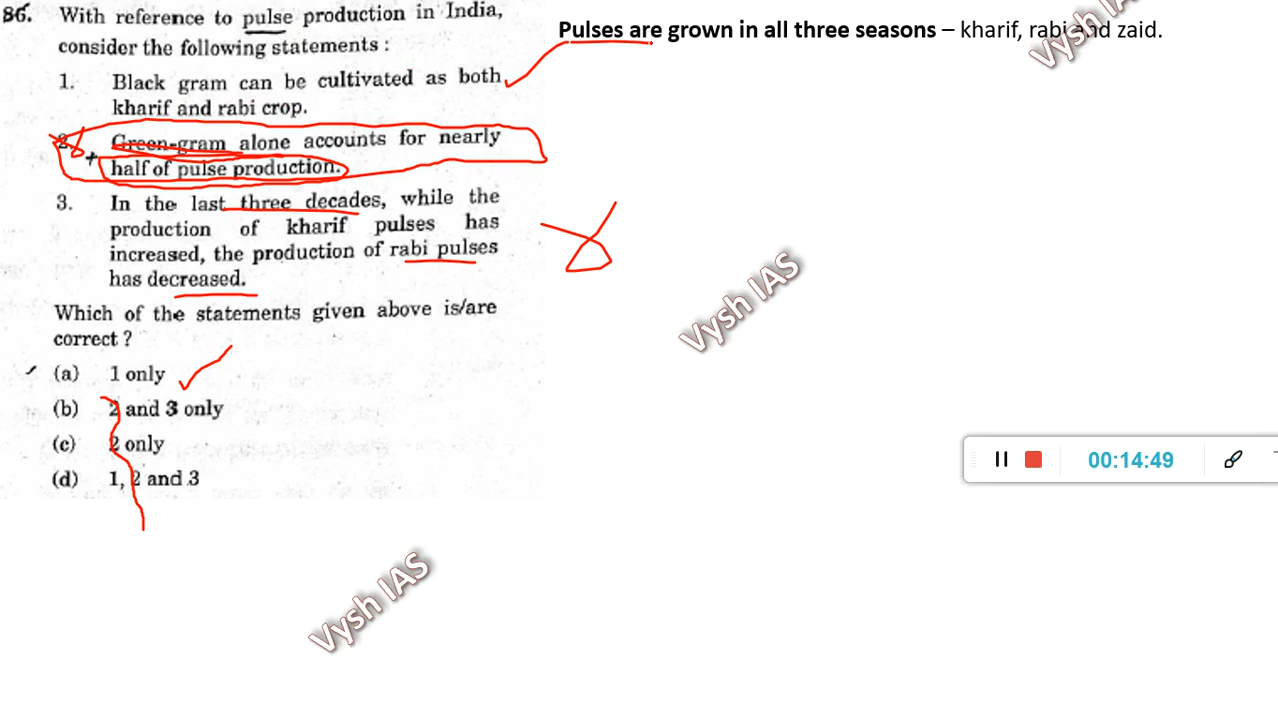 86. With reference to pulse production in India,
consider the following statements :
1. Black gram can be cultivated as both
kharif and rabi crop.
2. Green-gram alone accounts for nearly
half of pulse production.
3. In the last three decades, while the
production of kharif pulses has
increased, the production of rabi pulses
has decreased.
Which of the statements given above is/are
correct ?
(a) 1 only
(b) 2 and 3 only
(c) 2 only
(d) 1, 2 and 3
Pulses are grown in all three seasons – kharif, rabi and zaid.
Vysh IAS
Vysh IAS
00:14:49
Vysh IAS